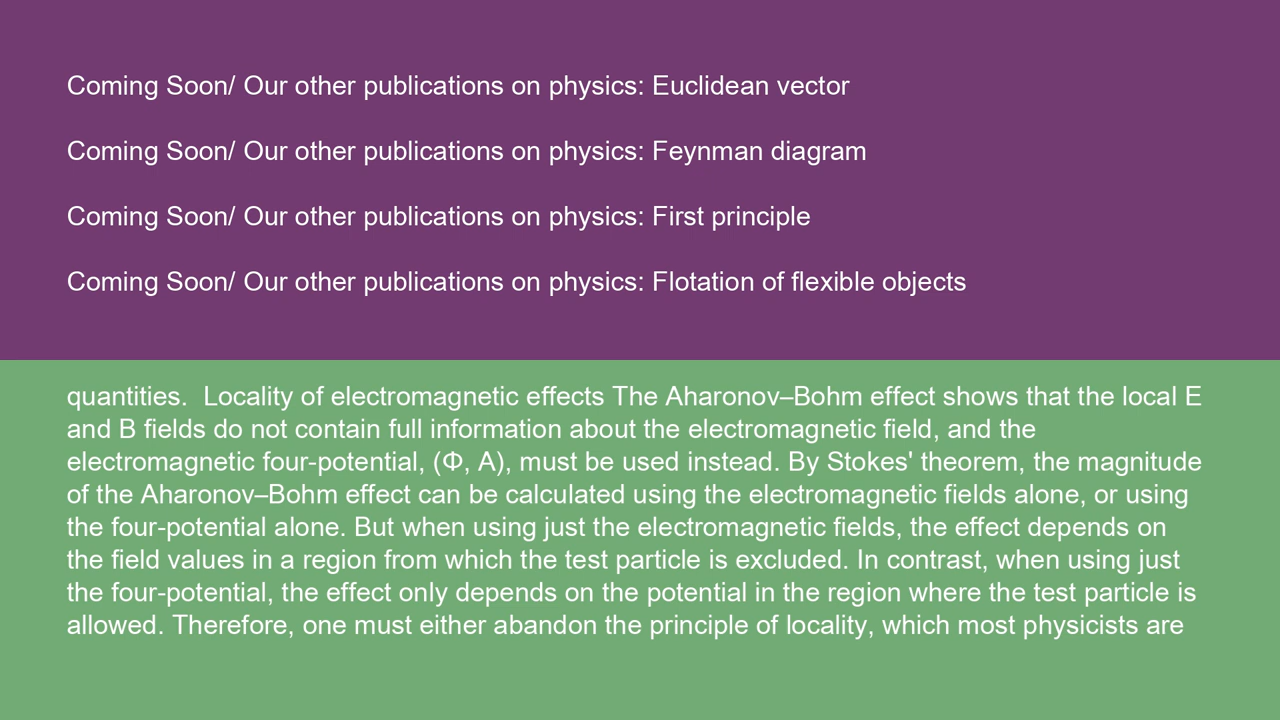 Coming Soon/ Our other publications on physics: Euclidean vector
Coming Soon/ Our other publications on physics: Feynman diagram
Coming Soon/ Our other publications on physics: First principle
Coming Soon/ Our other publications on physics: Flotation of flexible objects
quantities.  Locality of electromagnetic effects The Aharonov–Bohm effect shows that the local E
and B fields do not contain full information about the electromagnetic field, and the
electromagnetic four-potential, (Φ, A), must be used instead. By Stokes' theorem, the magnitude
of the Aharonov–Bohm effect can be calculated using the electromagnetic fields alone, or using
the four-potential alone. But when using just the electromagnetic fields, the effect depends on
the field values in a region from which the test particle is excluded. In contrast, when using just
the four-potential, the effect only depends on the potential in the region where the test particle is
allowed. Therefore, one must either abandon the principle of locality, which most physicists are